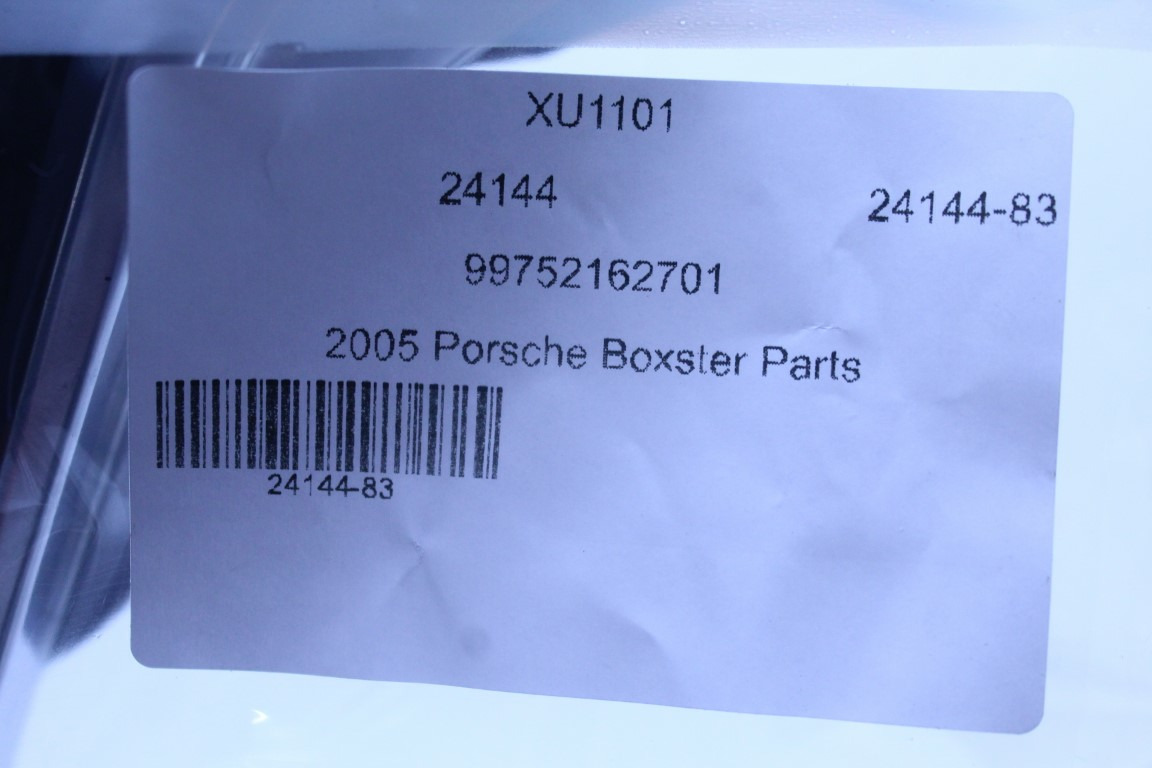 XU1101
24144 24144-83
99752162701
2005 Porsche Boxster Parts
24144-83